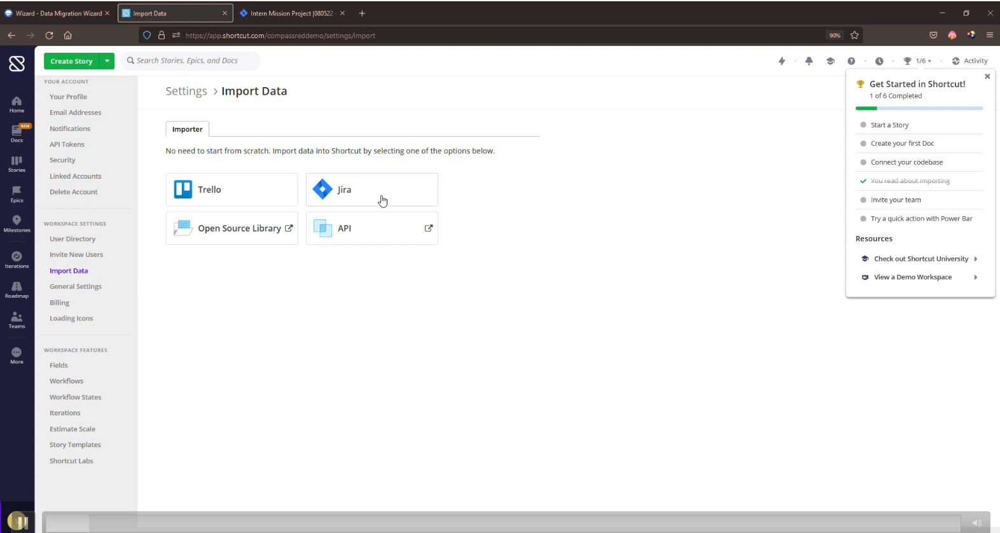 Wizard - Data Migration Wizard
Import Data
Intern Mission Project |080522 -
https://app.shortcut.com/compassreddemo/settings/import
90%
Create Story
Search Stories, Epics, and Docs
1/6
Activity
Home
NEW
Docs
Stories
Epics
Milestones
Iterations
Roadmap
Teams
More
YOUR ACCOUNT
Your Profile
Email Addresses
Notifications
API Tokens
Security
Linked Accounts
Delete Account
WORKSPACE SETTINGS
User Directory
Invite New Users
Import Data
General Settings
Billing
Loading Icons
WORKSPACE FEATURES
Fields
Workflows
Workflow States
Iterations
Estimate Scale
Story Templates
Shortcut Labs
Settings > Import Data
Importer
No need to start from scratch. Import data into Shortcut by selecting one of the options below.
Trello
Jira
Open Source Library
API
Get Started in Shortcut!
1 of 6 Completed
Start a Story
Create your first Doc
Connect your codebase
You read about importing
Invite your team
Try a quick action with Power Bar
Resources
Check out Shortcut University
View a Demo Workspace